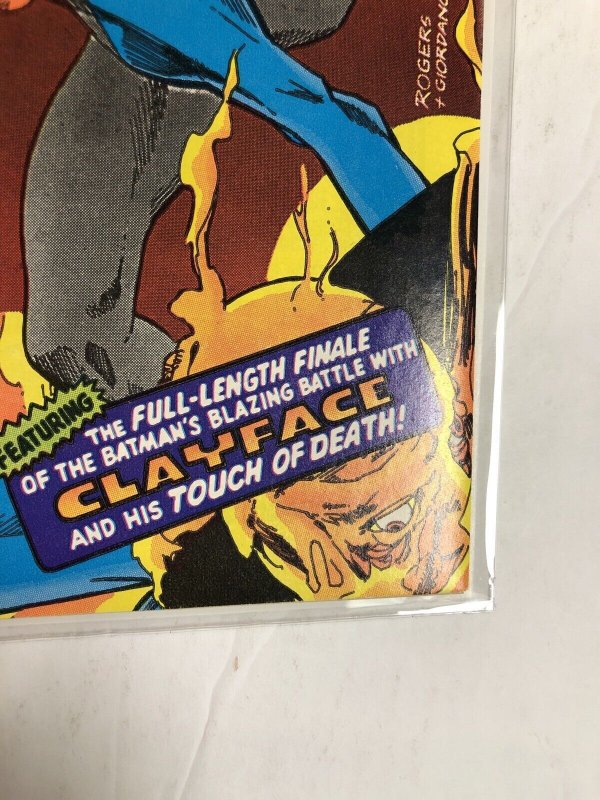 ROGERS
+ GIORDANO
FEATURING
THE FULL-LENGTH FINALE
OF THE BATMAN'S BLAZING BATTLE WITH
CLAYFACE
AND HIS TOUCH OF DEATH!